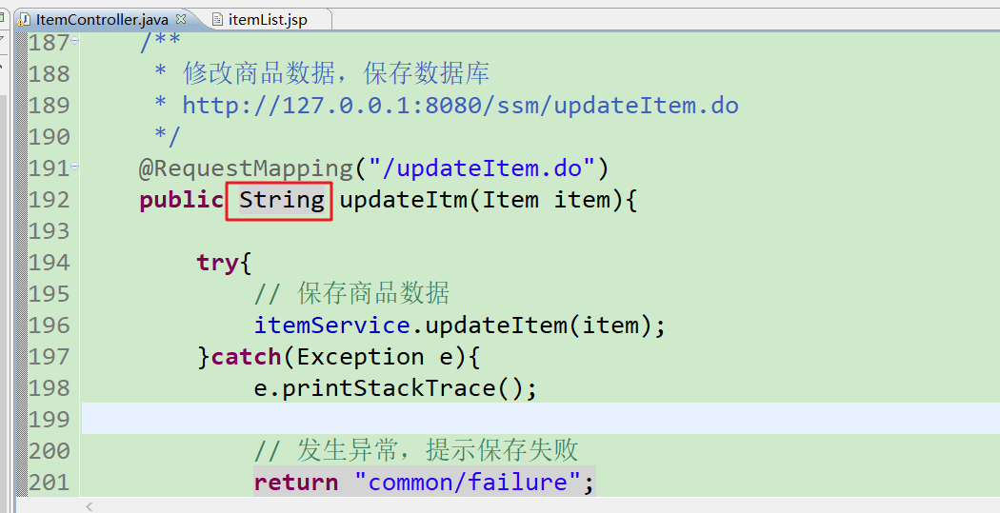 ItemController.java itemList.jsp
187 /**
188 * 修改商品数据，保存数据库
189 * http://127.0.0.1:8080/ssm/updateItem.do
190 */
191 @RequestMapping("/updateItem.do")
192 public String updateItm(Item item){
193
194 try{
195 // 保存商品数据
196 itemService.updateItem(item);
197 }catch(Exception e){
198 e.printStackTrace();
199
200 // 发生异常，提示保存失败
201 return "common/failure";